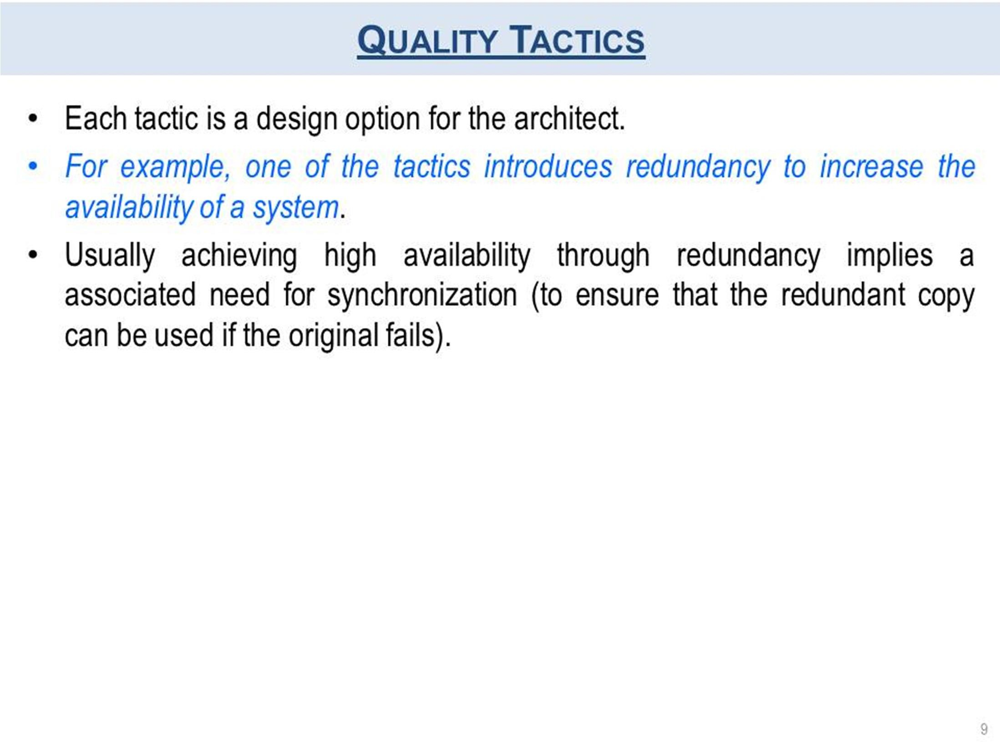 QUALITY TACTICS
• Each tactic is a design option for the architect.
• For example, one of the tactics introduces redundancy to increase the
availability of a system.
• Usually achieving high availability through redundancy implies a
associated need for synchronization (to ensure that the redundant copy
can be used if the original fails).
9